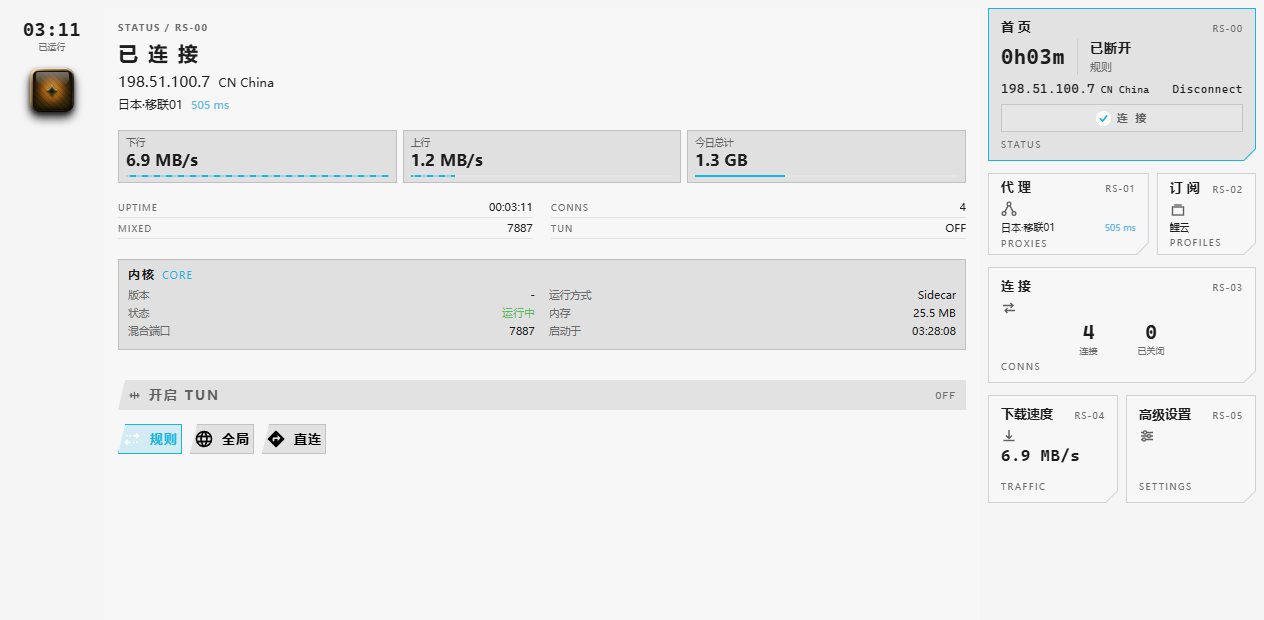 03:11
已运行
STATUS / RS-00
已连接
198.51.100.7 CN China
日本·移联01 505 ms
下行
6.9 MB/s
上行
1.2 MB/s
今日总计
1.3 GB
UPTIME 00:03:11
CONNS 4
MIXED 7887
TUN OFF
内核 CORE
版本 -
运行方式 Sidecar
状态 运行中
内存 25.5 MB
混合端口 7887
启动于 03:28:08
开启 TUN OFF
规则
全局
直连
首页 RS-00
0h03m
已断开
规则
198.51.100.7 CN China Disconnect
连接
STATUS
代理 RS-01
日本·移联01 505 ms
PROXIES
订阅 RS-02
鲤云
PROFILES
连接 RS-03
4
连接
0
已关闭
CONNS
下载速度 RS-04
6.9 MB/s
TRAFFIC
高级设置 RS-05
SETTINGS